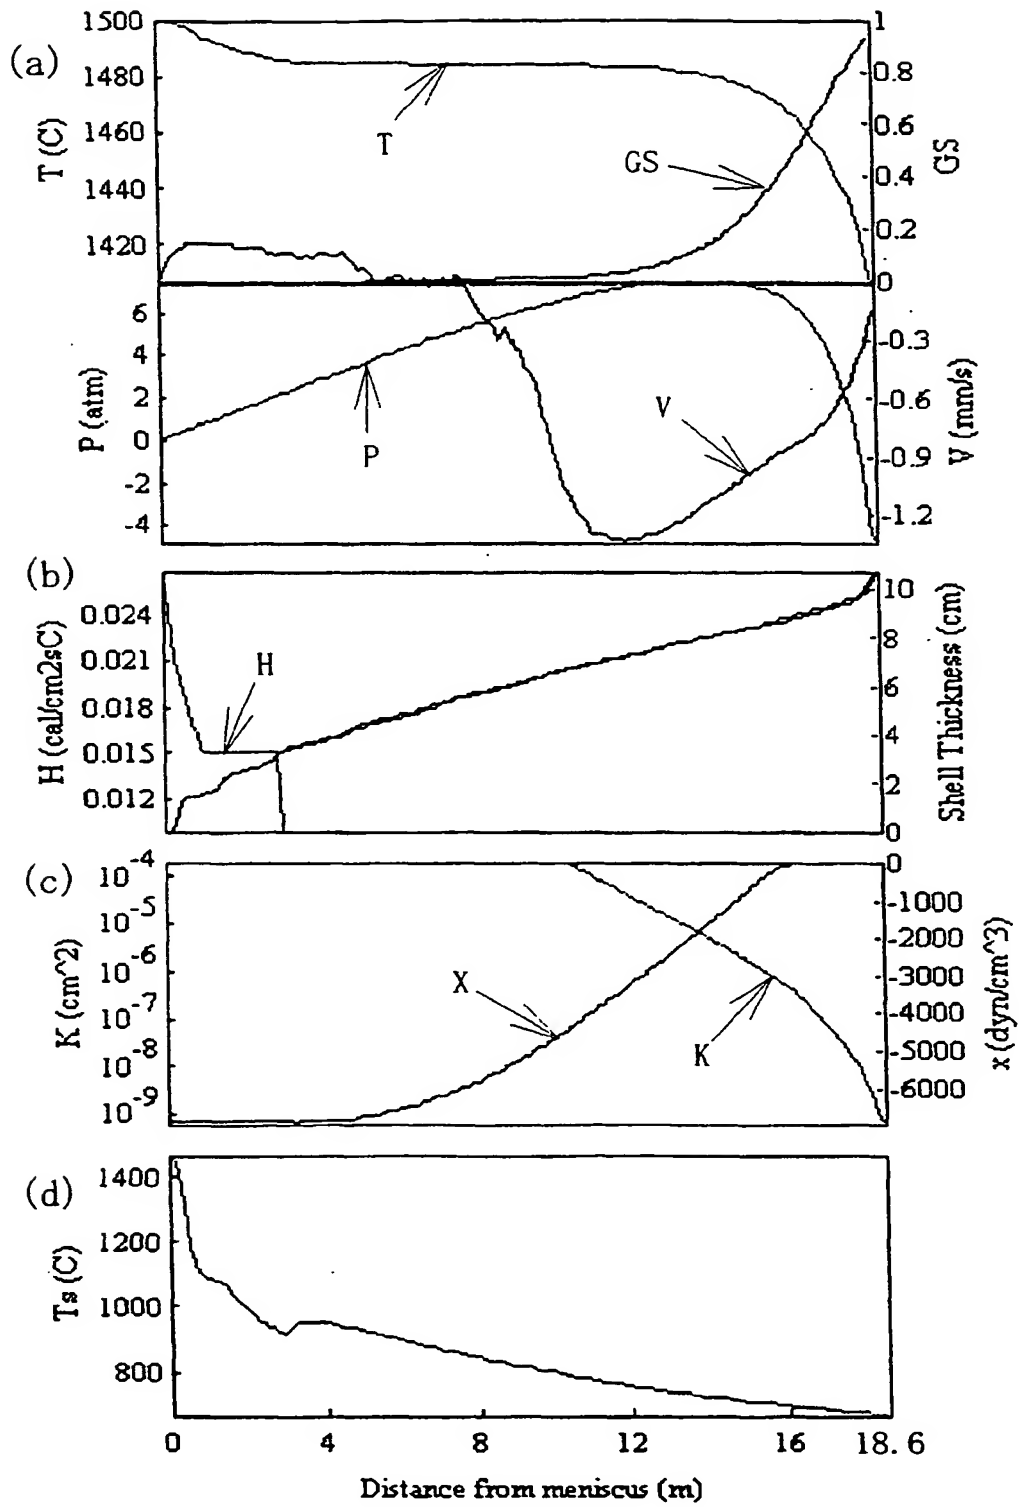 (a)
T (C)
1500
1480
1460
1440
1420
T
GS
1
0.8
0.6
0.4
0.2
0
GS
P (atm)
6
4
2
0
-2
-4
P
V
-0.3
-0.6
-0.9
-1.2
V (mm/s)
(b)
H (cal/cm2sC)
0.024
0.021
0.018
0.015
0.012
H
10
8
6
4
2
0
Shell Thickness (cm)
(c)
K (cm^2)
10^-4
10^-5
10^-6
10^-7
10^-8
10^-9
X
K
0
-1000
-2000
-3000
-4000
-5000
-6000
x (dyn/cm^3)
(d)
Ts (C)
1400
1200
1000
800
0 4 8 12 16 18.6
Distance from meniscus (m)